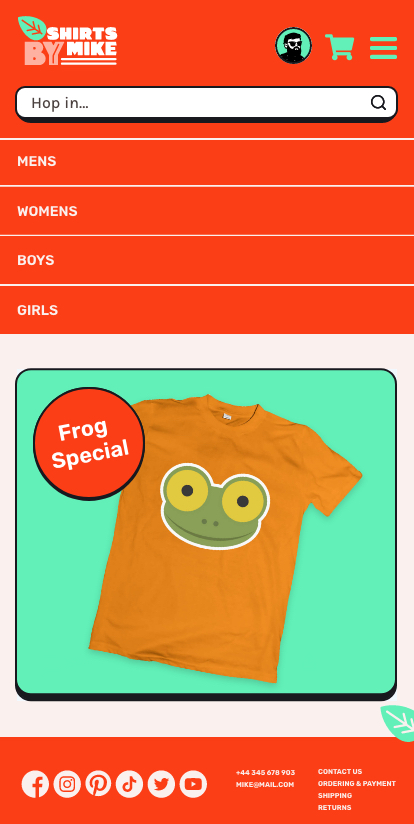 SHIRTS
BY MIKE
Hop in...
MENS
WOMENS
BOYS
GIRLS
Frog
Special
+44 345 678 903
MIKE@MAIL.COM
CONTACT US
ORDERING & PAYMENT
SHIPPING
RETURNS